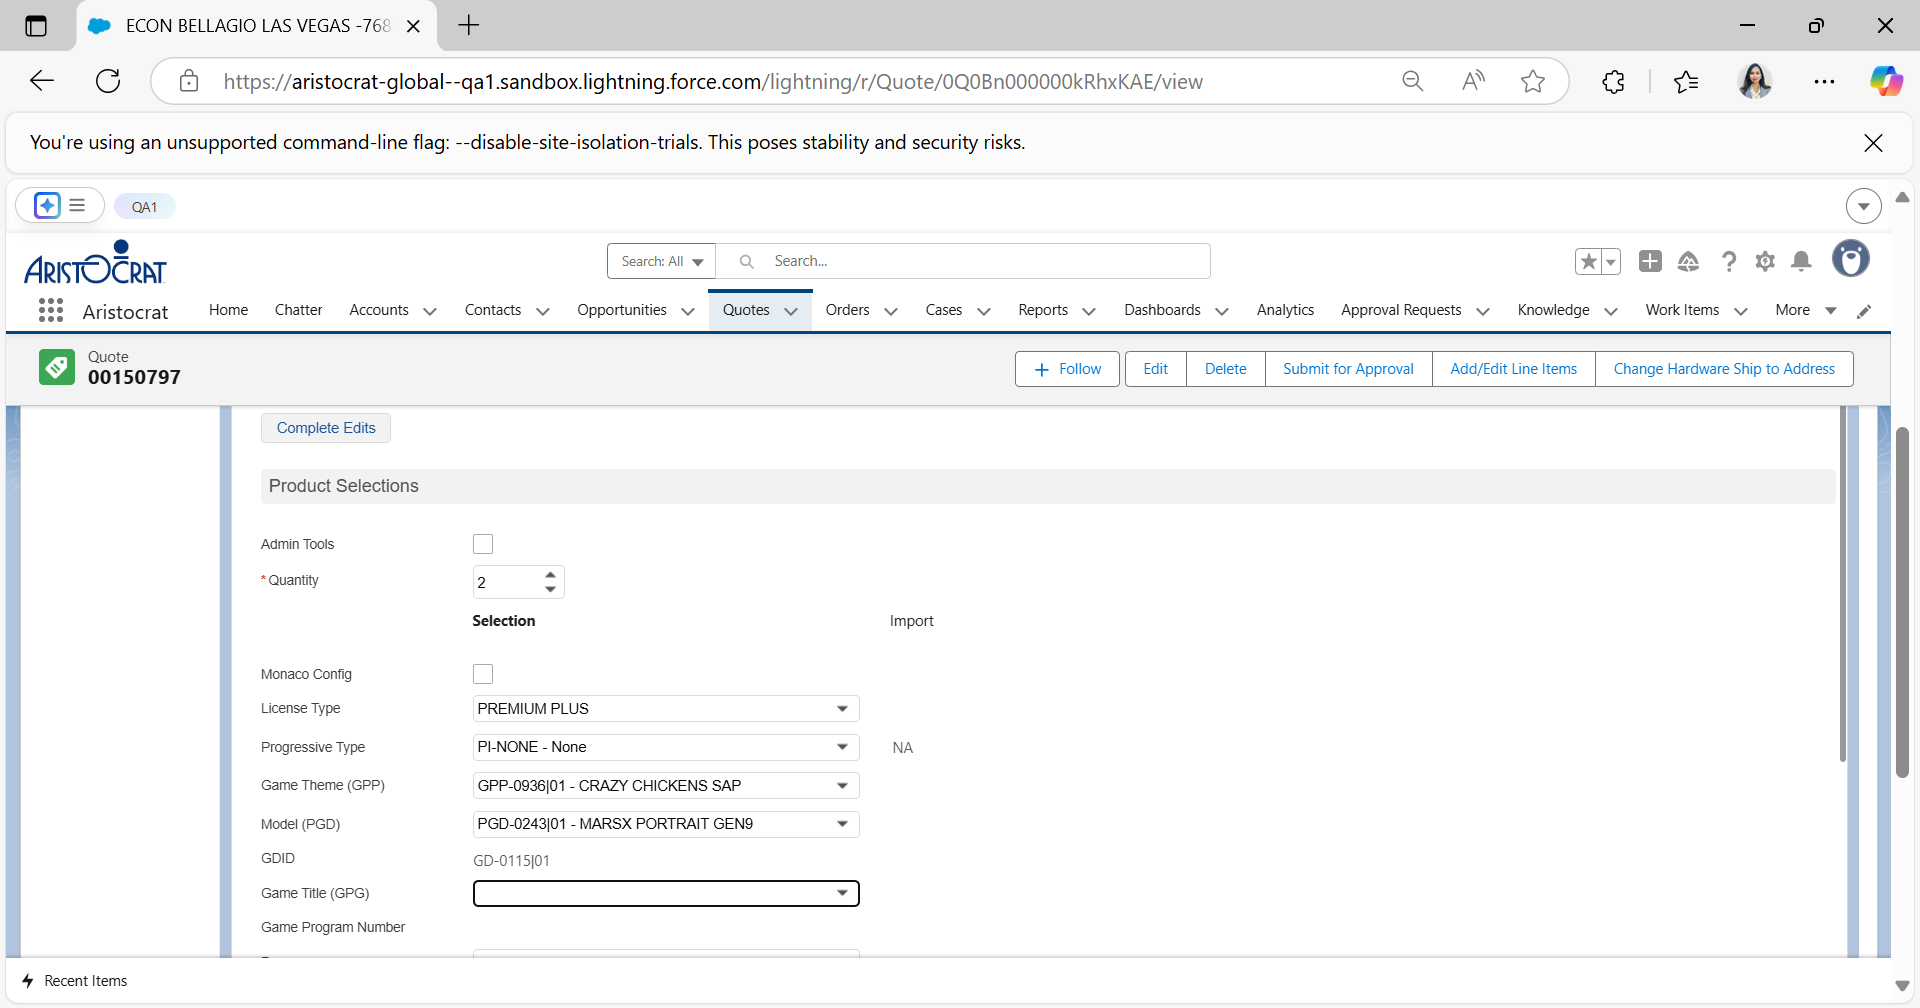 ECON BELLAGIO LAS VEGAS -768
https://aristocrat-global--qa1.sandbox.lightning.force.com/lightning/r/Quote/0Q0Bn000000kRhxKAE/view
You're using an unsupported command-line flag: --disable-site-isolation-trials. This poses stability and security risks.
QA1
ARISTOCRAT
Search: All
Search...
Aristocrat
Home
Chatter
Accounts
Contacts
Opportunities
Quotes
Orders
Cases
Reports
Dashboards
Analytics
Approval Requests
Knowledge
Work Items
More
Quote
00150797
Follow
Edit
Delete
Submit for Approval
Add/Edit Line Items
Change Hardware Ship to Address
Complete Edits
Product Selections
Admin Tools
*Quantity
2
Selection
Import
Monaco Config
License Type
PREMIUM PLUS
Progressive Type
PI-NONE - None
NA
Game Theme (GPP)
GPP-0936|01 - CRAZY CHICKENS SAP
Model (PGD)
PGD-0243|01 - MARSX PORTRAIT GEN9
GDID
GD-0115|01
Game Title (GPG)
Game Program Number
Recent Items